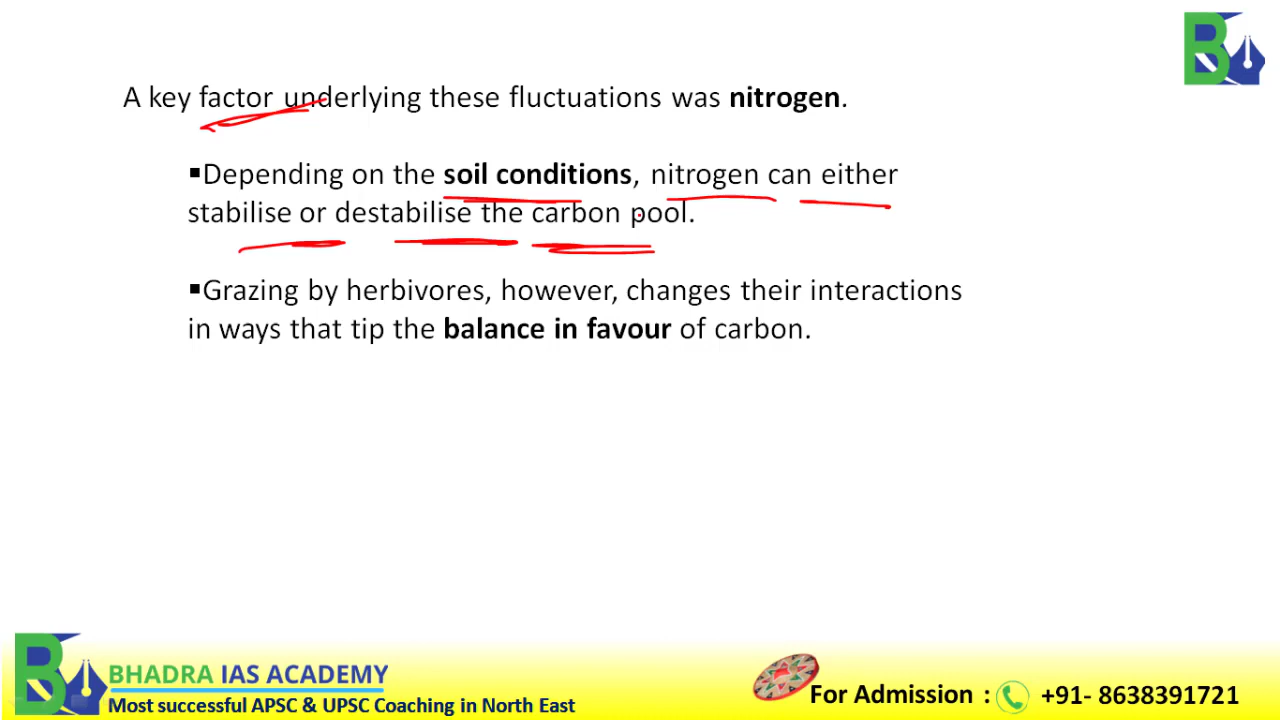 A key factor underlying these fluctuations was nitrogen.
▪Depending on the soil conditions, nitrogen can either
stabilise or destabilise the carbon pool.
▪Grazing by herbivores, however, changes their interactions
in ways that tip the balance in favour of carbon.
BHADRA IAS ACADEMY
Most successful APSC & UPSC Coaching in North East
For Admission : +91- 8638391721